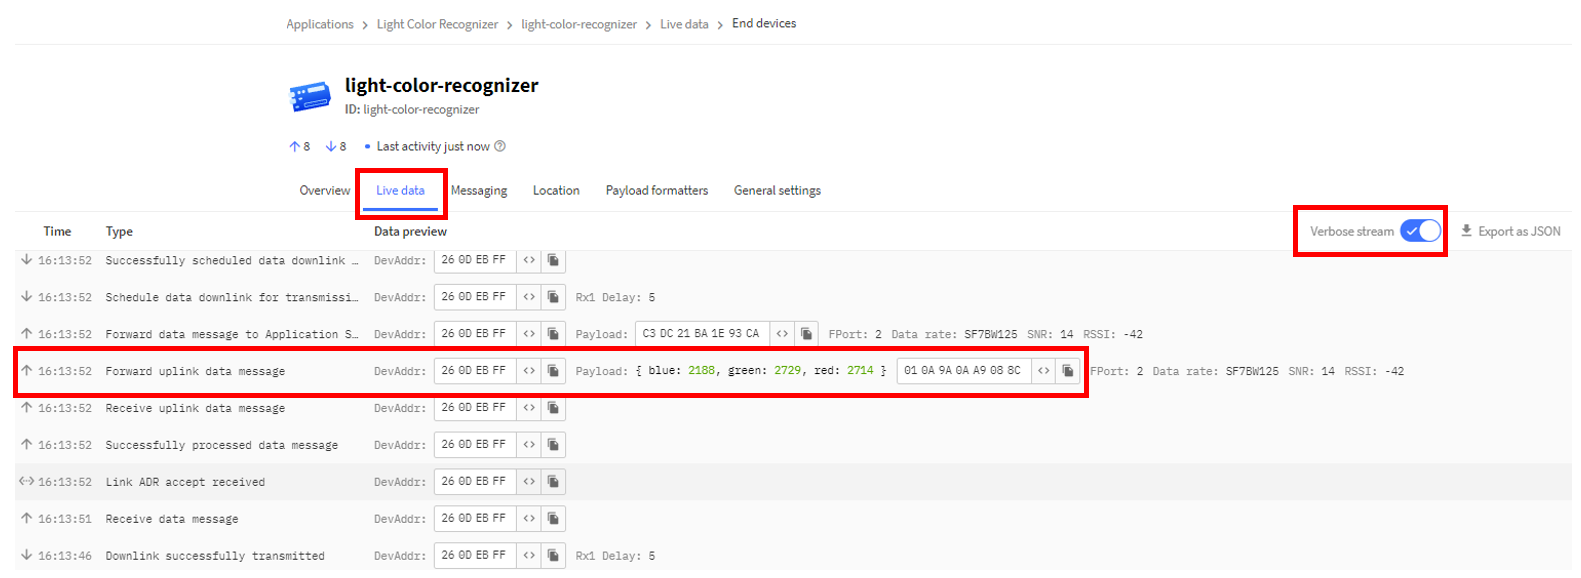 Applications > Light Color Recognizer > light-color-recognizer > Live data > End devices
light-color-recognizer
ID: light-color-recognizer
↑ 8 ↓ 8 • Last activity just now
Overview Live data Messaging Location Payload formatters General settings
Time Type Data preview Verbose stream Export as JSON
↓ 16:13:52 Successfully scheduled data downlink … DevAddr: 26 0D EB FF <>
↓ 16:13:52 Schedule data downlink for transmissi… DevAddr: 26 0D EB FF <> Rx1 Delay: 5
↑ 16:13:52 Forward data message to Application S… DevAddr: 26 0D EB FF <> Payload: C3 DC 21 BA 1E 93 CA <> FPort: 2 Data rate: SF7BW125 SNR: 14 RSSI: -42
↑ 16:13:52 Forward uplink data message DevAddr: 26 0D EB FF <> Payload: { blue: 2188, green: 2729, red: 2714 } 01 0A 9A 0A A9 08 8C <> FPort: 2 Data rate: SF7BW125 SNR: 14 RSSI: -42
↑ 16:13:52 Receive uplink data message DevAddr: 26 0D EB FF <>
↑ 16:13:52 Successfully processed data message DevAddr: 26 0D EB FF <>
16:13:52 Link ADR accept received DevAddr: 26 0D EB FF <>
↑ 16:13:51 Receive data message DevAddr: 26 0D EB FF <>
↓ 16:13:46 Downlink successfully transmitted DevAddr: 26 0D EB FF <> Rx1 Delay: 5